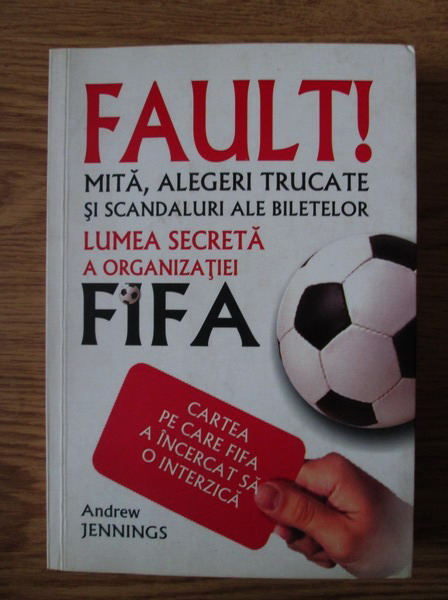 FAULT!
MITĂ, ALEGERI TRUCATE
ŞI SCANDALURI ALE BILETELOR
LUMEA SECRETĂ
A ORGANIZAŢIEI
FIFA
CARTEA
PE CARE FIFA
A ÎNCERCAT SĂ
O INTERZICĂ
Andrew
JENNINGS